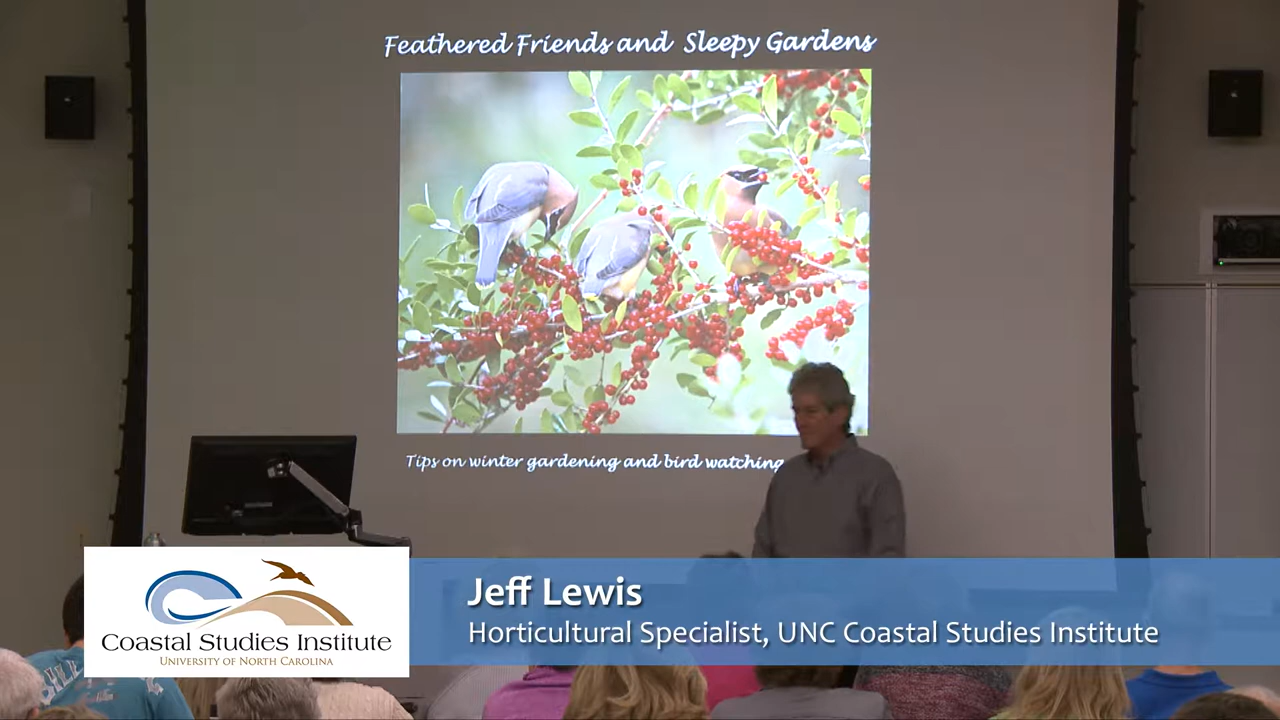 Feathered Friends and Sleepy Gardens
Tips on winter gardening and bird watching
Jeff Lewis
Horticultural Specialist, UNC Coastal Studies Institute
Coastal Studies Institute
University of North Carolina